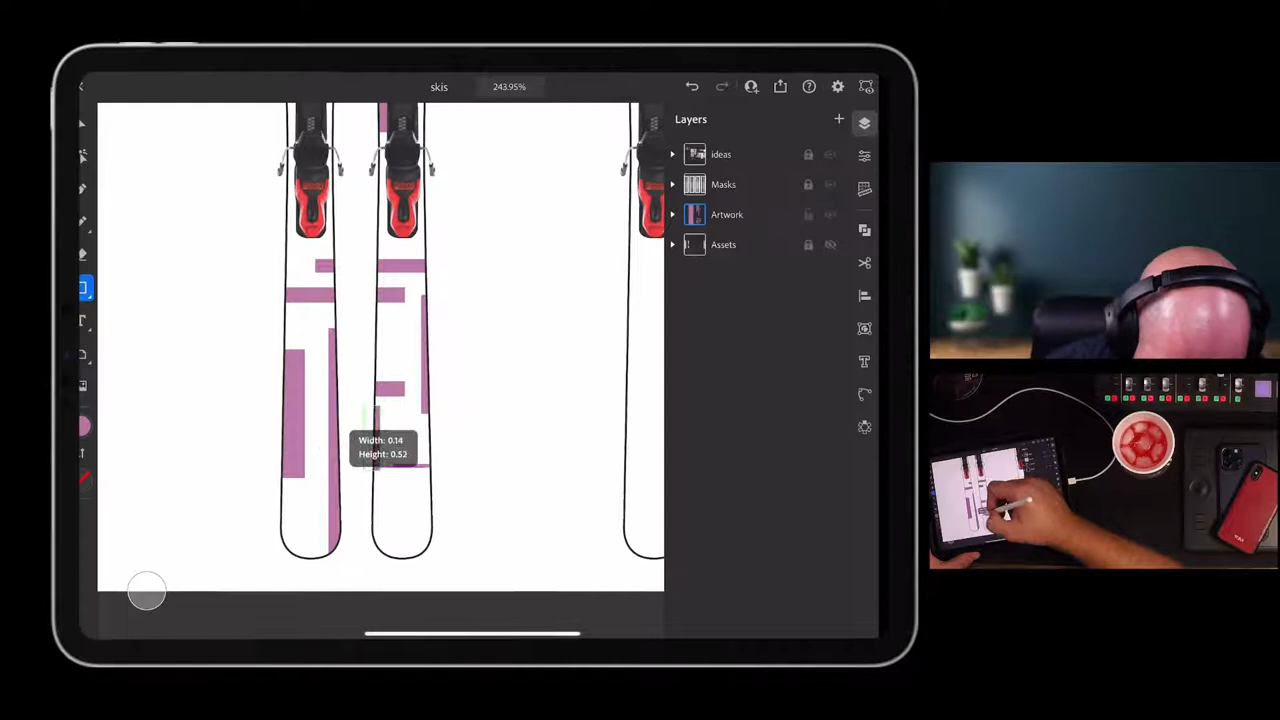 skis
243.95%
Layers
ideas
Masks
Artwork
Assets
Width: 0.14
Height: 0.52